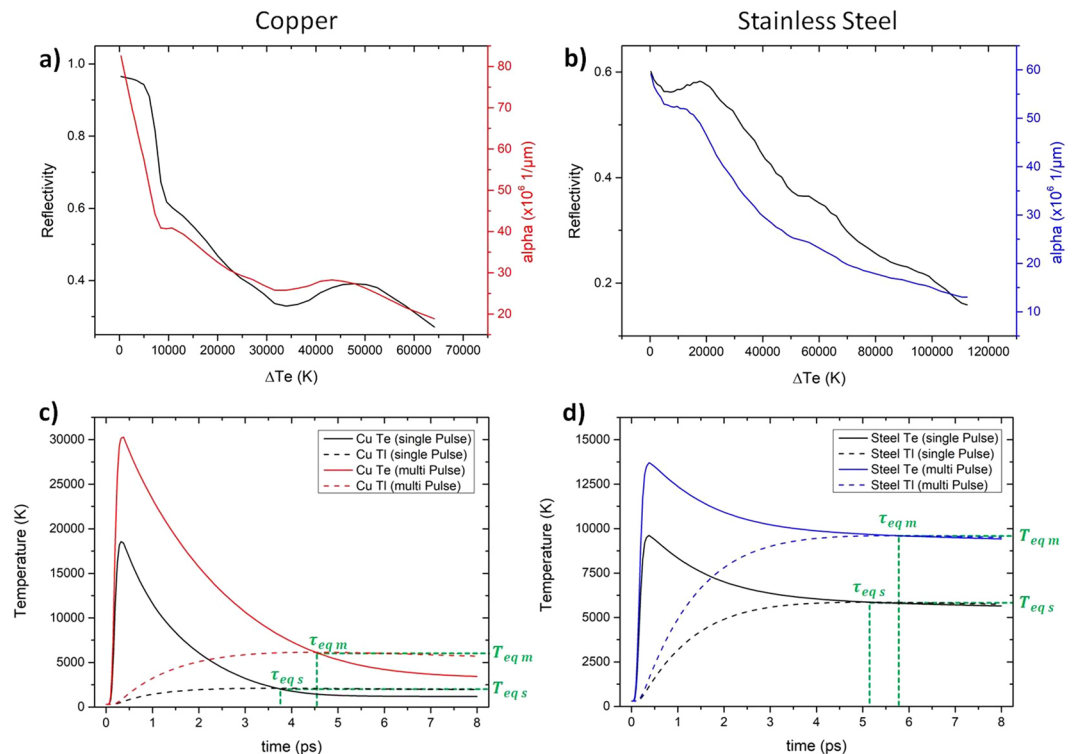 Copper
Stainless Steel
a)
1.0
0.8
0.6
0.4
Reflectivity
80
70
60
50
40
30
20
alpha (x10⁶ 1/µm)
0 10000 20000 30000 40000 50000 60000 70000
ΔTe (K)
b)
0.6
0.4
0.2
Reflectivity
60
50
40
30
20
10
alpha (x10⁶ 1/µm)
0 20000 40000 60000 80000 100000 120000
ΔTe (K)
c)
30000
25000
20000
15000
10000
5000
0
Temperature (K)
Cu Te (single Pulse)
Cu Tl (single Pulse)
Cu Te (multi Pulse)
Cu Tl (multi Pulse)
τeq m
Teq m
τeq s
Teq s
0 1 2 3 4 5 6 7 8
time (ps)
d)
15000
12500
10000
7500
5000
2500
0
Temperature (K)
Steel Te (single Pulse)
Steel Tl (single Pulse)
Steel Te (multi Pulse)
Steel Tl (multi Pulse)
τeq m
Teq m
τeq s
Teq s
0 1 2 3 4 5 6 7 8
time (ps)